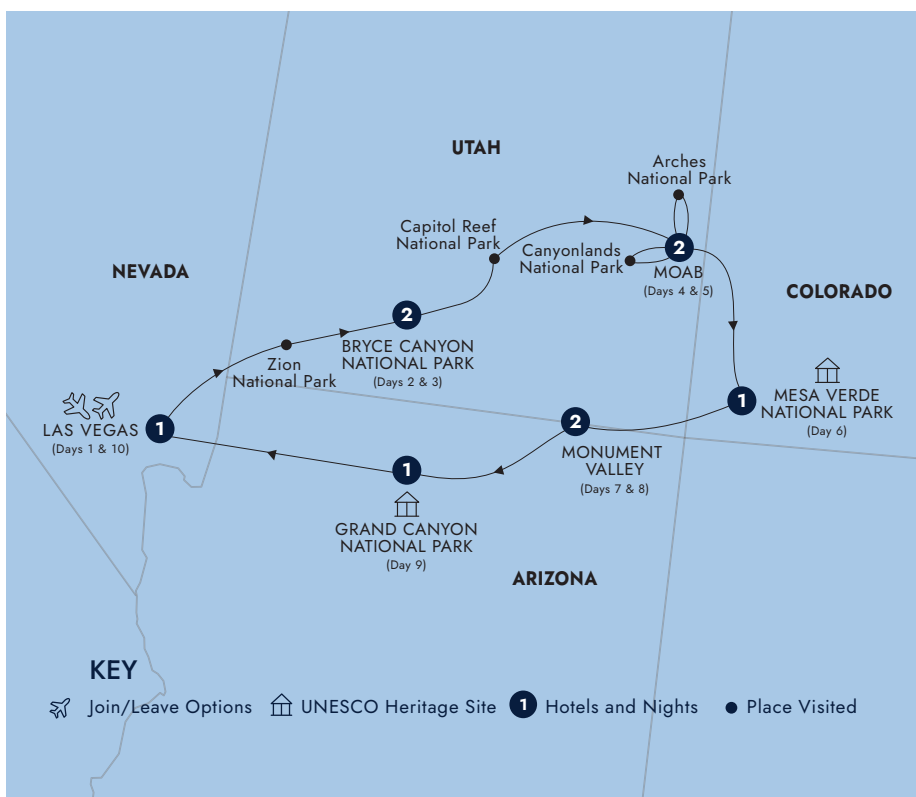 UTAH
Arches
National Park
Capitol Reef
National Park
Canyonlands
National Park
2
MOAB
(Days 4 & 5)
NEVADA
COLORADO
2
BRYCE CANYON
NATIONAL PARK
(Days 2 & 3)
Zion
National Park
1
MESA VERDE
NATIONAL PARK
(Day 6)
LAS VEGAS
(Days 1 & 10)
1
2
MONUMENT
VALLEY
(Days 7 & 8)
1
GRAND CANYON
NATIONAL PARK
(Day 9)
ARIZONA
KEY
Join/Leave Options
UNESCO Heritage Site
1
Hotels and Nights
Place Visited